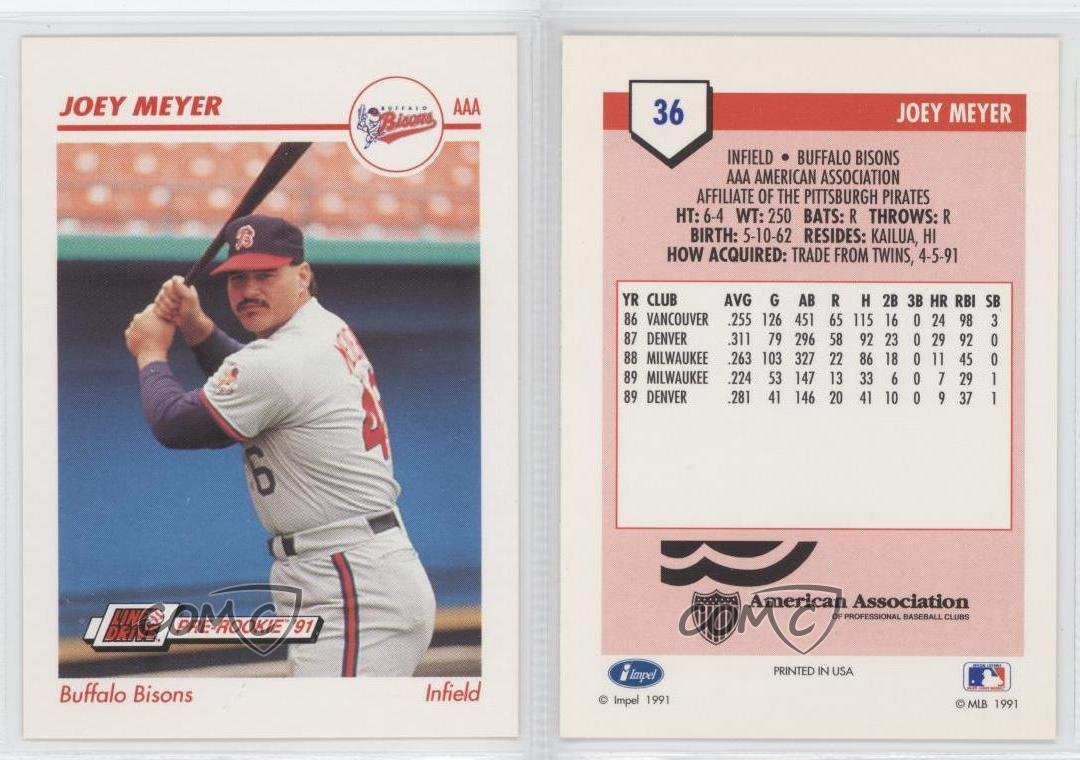 JOEY MEYER
BUFFALO
Bisons
AAA
B
6
4
LINE
DRIVE
PRE-ROOKIE™ '91
COMC
Buffalo Bisons
Infield
36
JOEY MEYER
INFIELD • BUFFALO BISONS
AAA AMERICAN ASSOCIATION
AFFILIATE OF THE PITTSBURGH PIRATES
HT: 6-4 WT: 250 BATS: R THROWS: R
BIRTH: 5-10-62 RESIDES: KAILUA, HI
HOW ACQUIRED: TRADE FROM TWINS, 4-5-91
YR CLUB AVG G AB R H 2B 3B HR RBI SB
86 VANCOUVER .255 126 451 65 115 16 0 24 98 3
87 DENVER .311 79 296 58 92 23 0 29 92 0
88 MILWAUKEE .263 103 327 22 86 18 0 11 45 0
89 MILWAUKEE .224 53 147 13 33 6 0 7 29 1
89 DENVER .281 41 146 20 41 10 0 9 37 1
American Association
OF PROFESSIONAL BASEBALL CLUBS
COMC
Impel
PRINTED IN USA
© Impel 1991
© MLB 1991